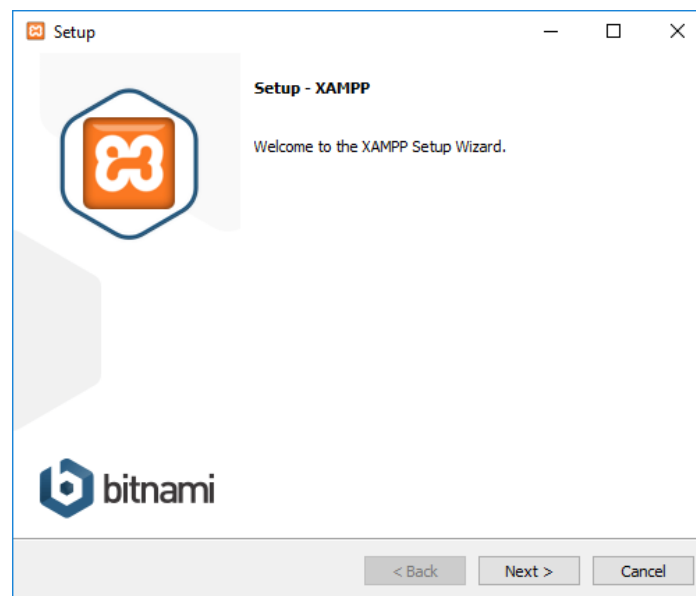 Setup
Setup - XAMPP
Welcome to the XAMPP Setup Wizard.
bitnami
< Back
Next >
Cancel